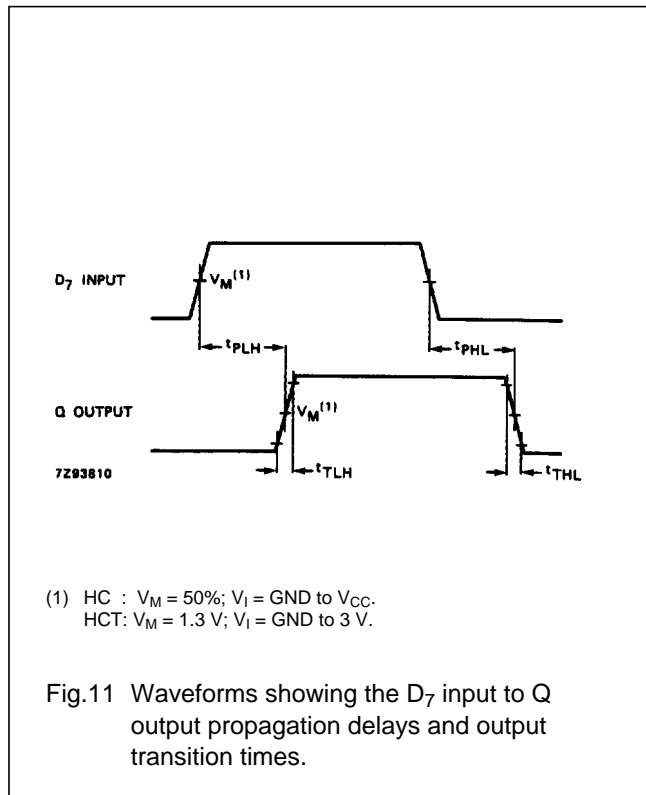 D7 INPUT
VM(1)
tPLH
tPHL
Q OUTPUT
VM(1)
7Z93610
tTLH
tTHL
(1) HC : VM = 50%; VI = GND to VCC.
HCT: VM = 1.3 V; VI = GND to 3 V.
Fig.11 Waveforms showing the D7 input to Q
output propagation delays and output
transition times.